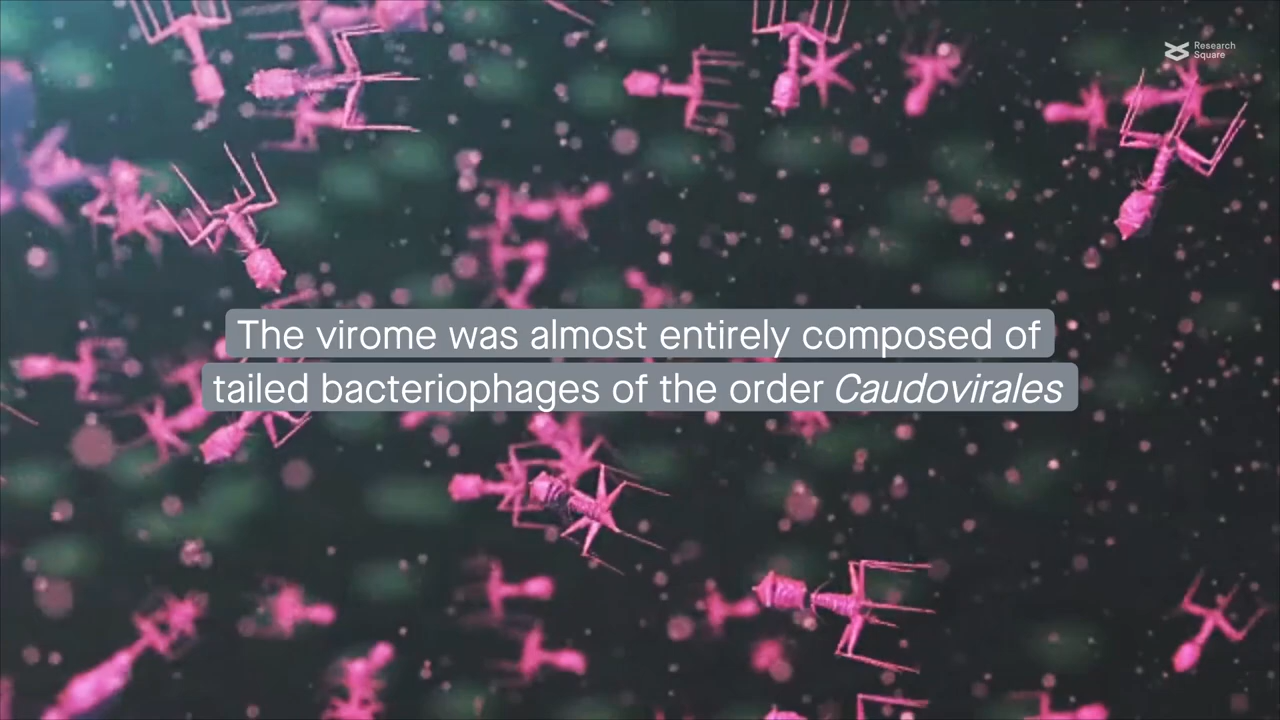 Research
Square
The virome was almost entirely composed of
tailed bacteriophages of the order Caudovirales